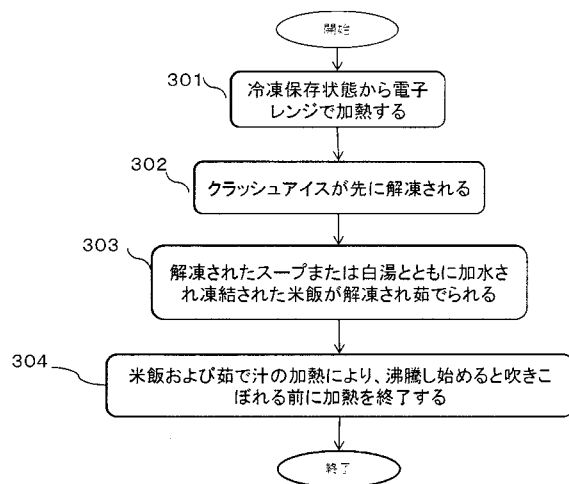 開始
301
冷凍保存状態から電子
レンジで加熱する
302
クラッシュアイスが先に解凍される
303
解凍されたスープまたは白湯とともに加水さ
れ凍結された米飯が解凍され茹でられる
304
米飯および茹で汁の加熱により、沸騰し始めると吹きこ
ぼれる前に加熱を終了する
終了